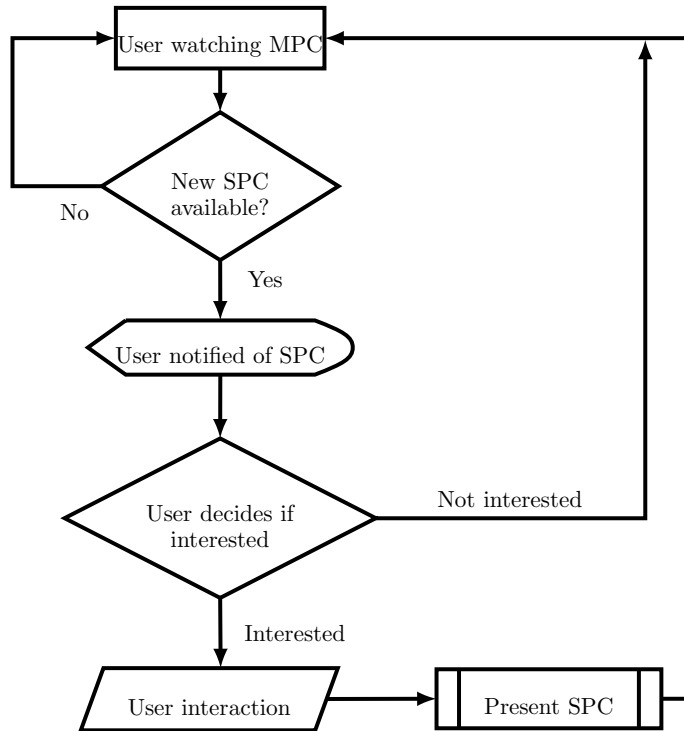 User watching MPC
New SPC
available?
No
Yes
User notified of SPC
Not interested
User decides if
interested
Interested
User interaction
Present SPC